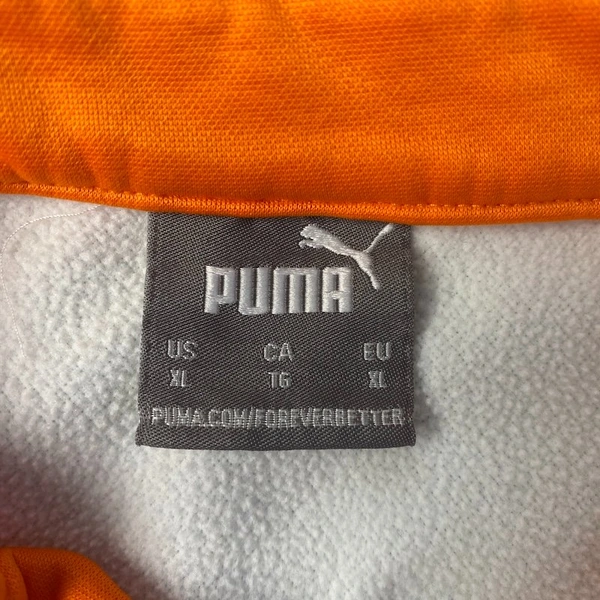 PUMA
US CA EU
XL TG XL
PUMA.COM/FOREVERBETTER